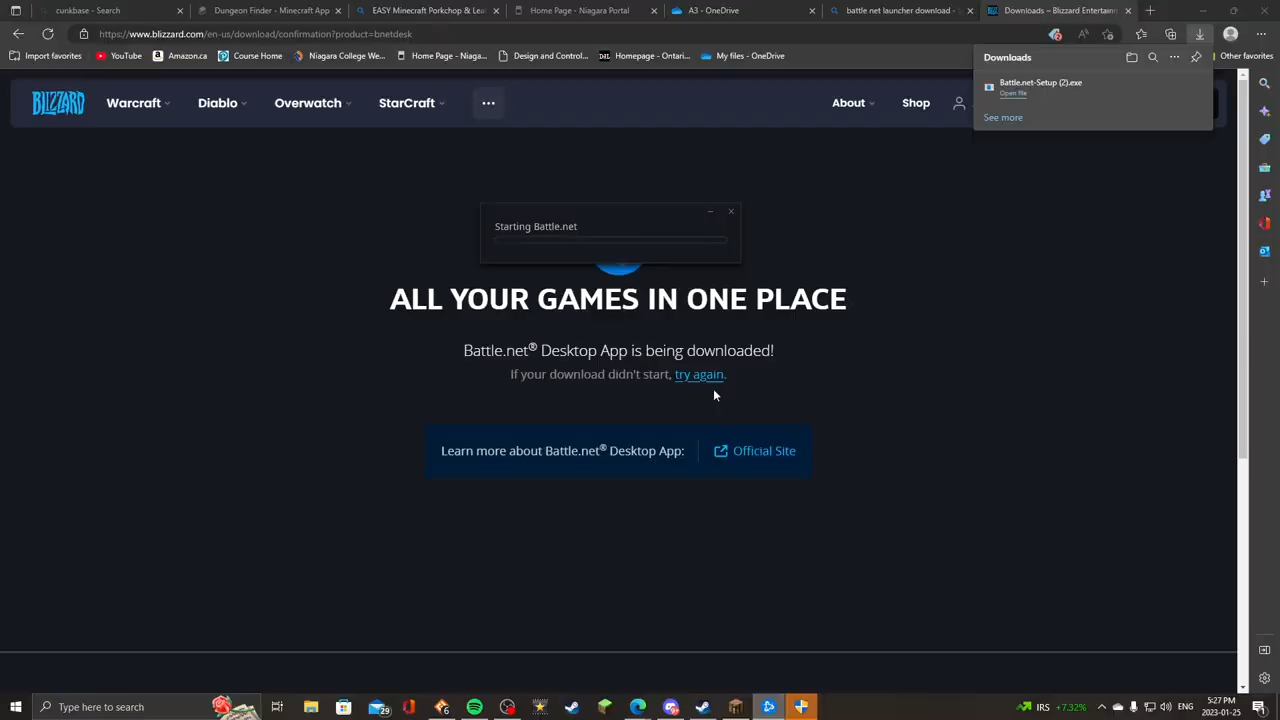 cunkbase - Search
Dungeon Finder - Minecraft App
EASY Minecraft Porkchop & Lea
Home Page - Niagara Portal
A3 - OneDrive
battle net launcher download - S
Downloads – Blizzard Entertainm
https://www.blizzard.com/en-us/download/confirmation?product=bnetdesk
Import favorites
YouTube
Amazon.ca
Course Home
Niagara College We...
Home Page - Niagar...
Design and Control...
Homepage - Ontari...
My files - OneDrive
Other favorites
Downloads
Battle.net-Setup (2).exe
Open file
See more
BLIZZARD
Warcraft
Diablo
Overwatch
StarCraft
About
Shop
Starting Battle.net
ALL YOUR GAMES IN ONE PLACE
Battle.net® Desktop App is being downloaded!
If your download didn't start, try again.
Learn more about Battle.net® Desktop App:
Official Site
Type here to search
29
6
IRS +7.32%
ENG
5:27 PM
2023-01-25